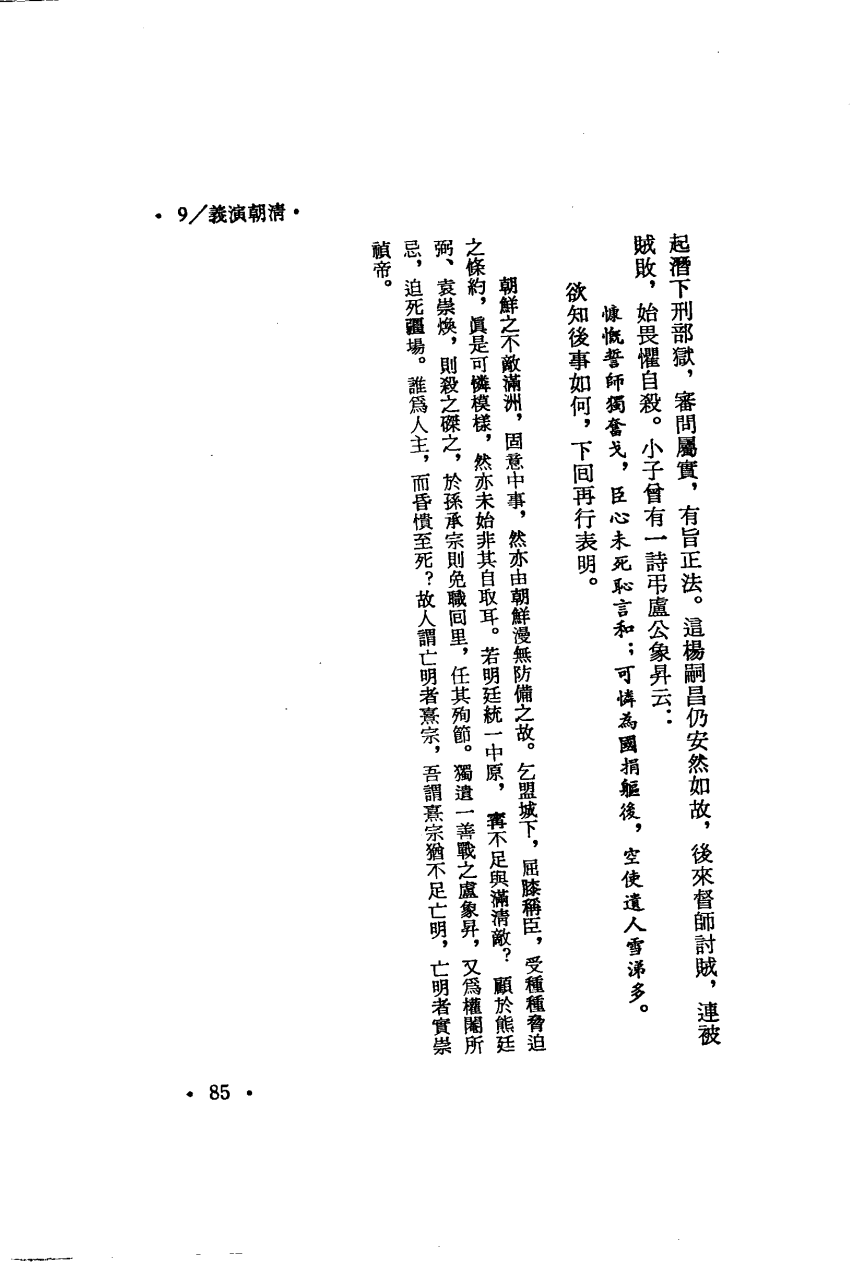 •清朝演義/9•
起潛下刑部獄，審問屬實，有旨正法。這楊嗣昌仍安然如故，後來督師討賊，連被
賊敗，始畏懼自殺。小子曾有一詩弔盧公象昇云：
慷慨誓師獨奮戈，臣心未死恥言和；可憐為國捐軀後，空使遺人雪涕多。
欲知後事如何，下囘再行表明。
朝鮮之不敵滿洲，固意中事，然亦由朝鮮漫無防備之故。乞盟城下，屈膝稱臣，受種種脅迫
之條約，眞是可憐模樣，然亦未始非其自取耳。若明廷統一中原，寗不足與滿清敵？顧於熊廷
弼、袁崇煥，則殺之磔之，於孫承宗則免職囘里，任其殉節。獨遺一善戰之盧象昇，又爲權閹所
忌，迫死疆場。誰爲人主，而昏憒至死？故人謂亡明者熹宗，吾謂熹宗猶不足亡明，亡明者實崇
禎帝。
• 85 •